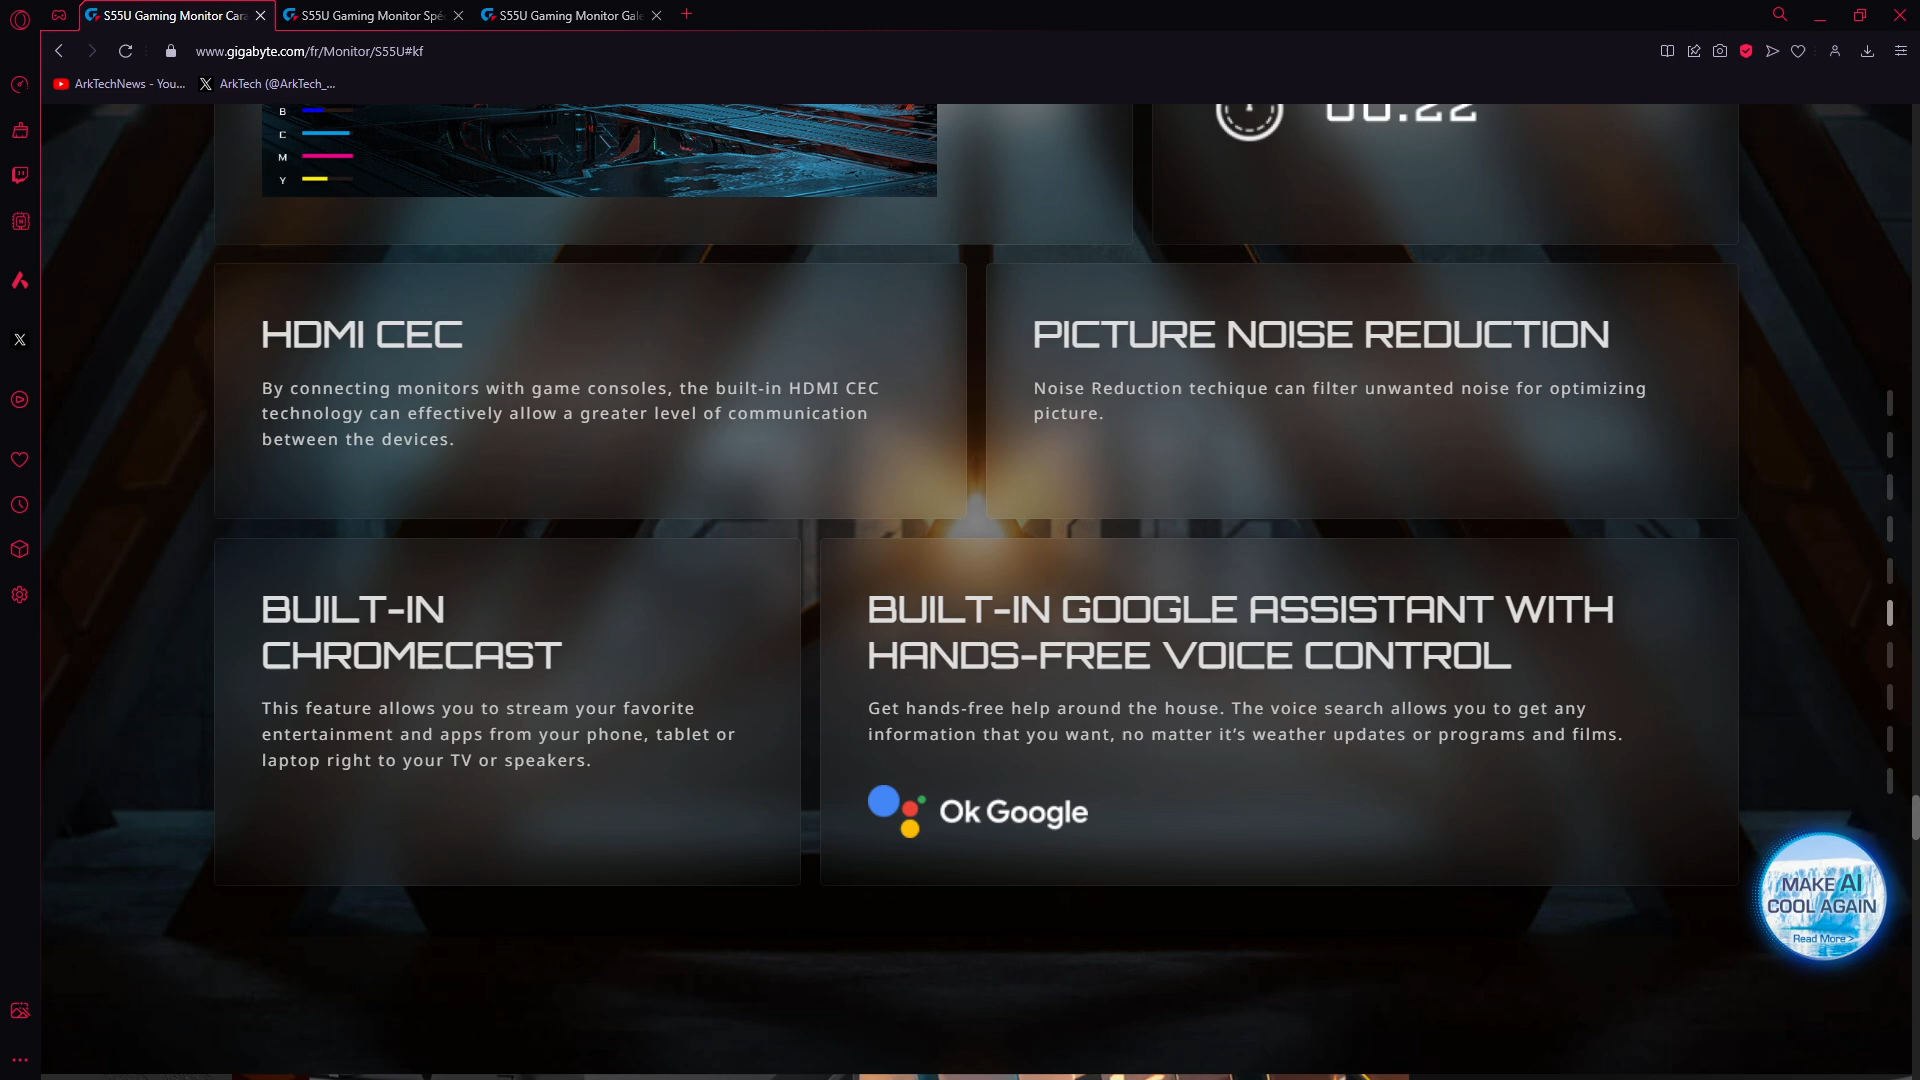 S55U Gaming Monitor Cara
S55U Gaming Monitor Spé
S55U Gaming Monitor Gale
www.gigabyte.com/fr/Monitor/S55U#kf
ArkTechNews - You...
ArkTech (@ArkTech_...
B
C
M
Y
00:22
HDMI CEC
By connecting monitors with game consoles, the built-in HDMI CEC
technology can effectively allow a greater level of communication
between the devices.
PICTURE NOISE REDUCTION
Noise Reduction techique can filter unwanted noise for optimizing
picture.
BUILT-IN
CHROMECAST
This feature allows you to stream your favorite
entertainment and apps from your phone, tablet or
laptop right to your TV or speakers.
BUILT-IN GOOGLE ASSISTANT WITH
HANDS-FREE VOICE CONTROL
Get hands-free help around the house. The voice search allows you to get any
information that you want, no matter it's weather updates or programs and films.
Ok Google
MAKE AI
COOL AGAIN
Read More >